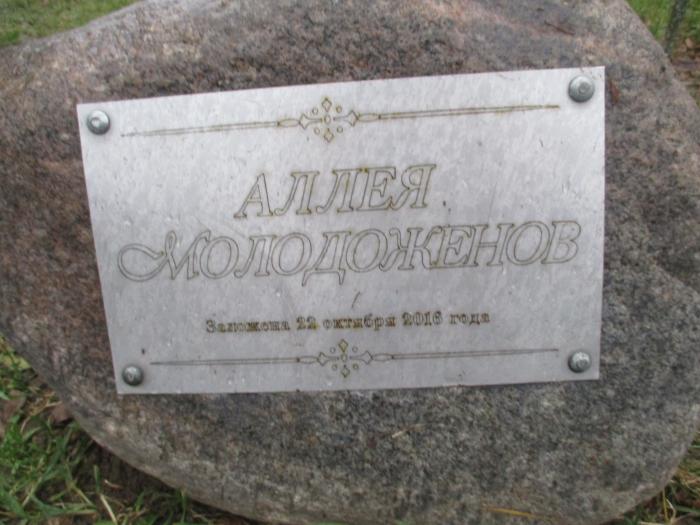 АЛЛЕЯ
МОЛОДОЖЕНОВ
Заложена 22 октября 2016 года